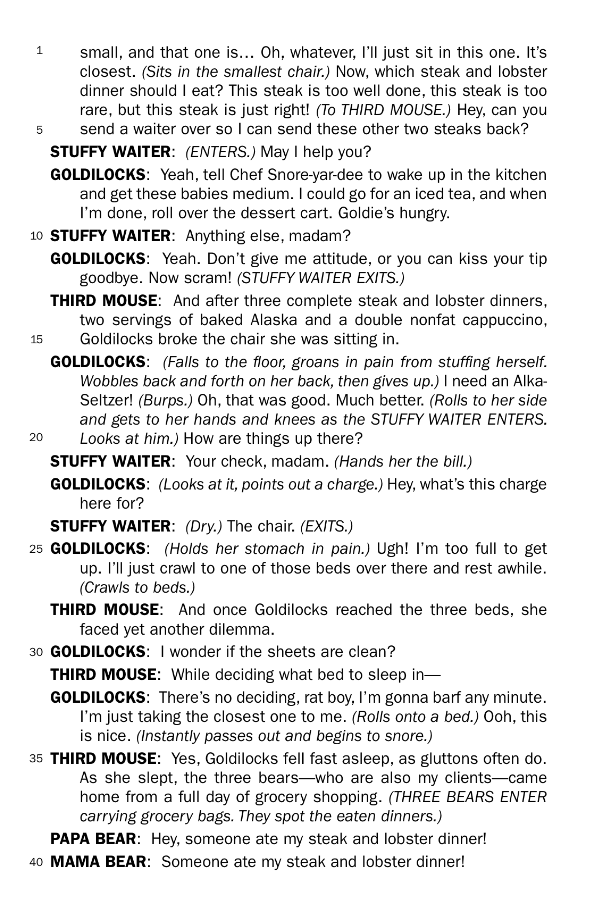 1 small, and that one is… Oh, whatever, I’ll just sit in this one. It’s
closest. (Sits in the smallest chair.) Now, which steak and lobster
dinner should I eat? This steak is too well done, this steak is too
rare, but this steak is just right! (To THIRD MOUSE.) Hey, can you
5 send a waiter over so I can send these other two steaks back?
STUFFY WAITER: (ENTERS.) May I help you?
GOLDILOCKS: Yeah, tell Chef Snore-yar-dee to wake up in the kitchen
and get these babies medium. I could go for an iced tea, and when
I’m done, roll over the dessert cart. Goldie’s hungry.
10 STUFFY WAITER: Anything else, madam?
GOLDILOCKS: Yeah. Don’t give me attitude, or you can kiss your tip
goodbye. Now scram! (STUFFY WAITER EXITS.)
THIRD MOUSE: And after three complete steak and lobster dinners,
two servings of baked Alaska and a double nonfat cappuccino,
15 Goldilocks broke the chair she was sitting in.
GOLDILOCKS: (Falls to the floor, groans in pain from stuffing herself.
Wobbles back and forth on her back, then gives up.) I need an Alka-
Seltzer! (Burps.) Oh, that was good. Much better. (Rolls to her side
and gets to her hands and knees as the STUFFY WAITER ENTERS.
20 Looks at him.) How are things up there?
STUFFY WAITER: Your check, madam. (Hands her the bill.)
GOLDILOCKS: (Looks at it, points out a charge.) Hey, what’s this charge
here for?
STUFFY WAITER: (Dry.) The chair. (EXITS.)
25 GOLDILOCKS: (Holds her stomach in pain.) Ugh! I’m too full to get
up. I’ll just crawl to one of those beds over there and rest awhile.
(Crawls to beds.)
THIRD MOUSE: And once Goldilocks reached the three beds, she
faced yet another dilemma.
30 GOLDILOCKS: I wonder if the sheets are clean?
THIRD MOUSE: While deciding what bed to sleep in—
GOLDILOCKS: There’s no deciding, rat boy, I’m gonna barf any minute.
I’m just taking the closest one to me. (Rolls onto a bed.) Ooh, this
is nice. (Instantly passes out and begins to snore.)
35 THIRD MOUSE: Yes, Goldilocks fell fast asleep, as gluttons often do.
As she slept, the three bears—who are also my clients—came
home from a full day of grocery shopping. (THREE BEARS ENTER
carrying grocery bags. They spot the eaten dinners.)
PAPA BEAR: Hey, someone ate my steak and lobster dinner!
40 MAMA BEAR: Someone ate my steak and lobster dinner!